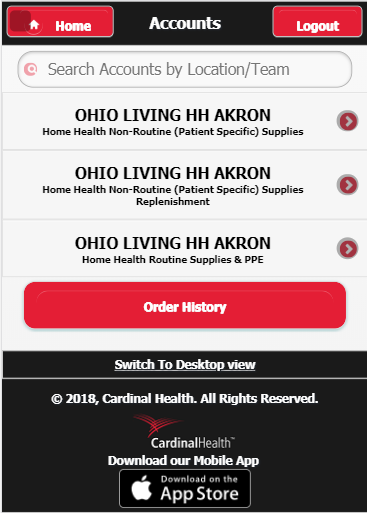 Home
Accounts
Logout
Search Accounts by Location/Team
OHIO LIVING HH AKRON
Home Health Non-Routine (Patient Specific) Supplies
OHIO LIVING HH AKRON
Home Health Non-Routine (Patient Specific) Supplies
Replenishment
OHIO LIVING HH AKRON
Home Health Routine Supplies & PPE
Order History
Switch To Desktop view
© 2018, Cardinal Health. All Rights Reserved.
CardinalHealth™
Download our Mobile App
Download on the
App Store